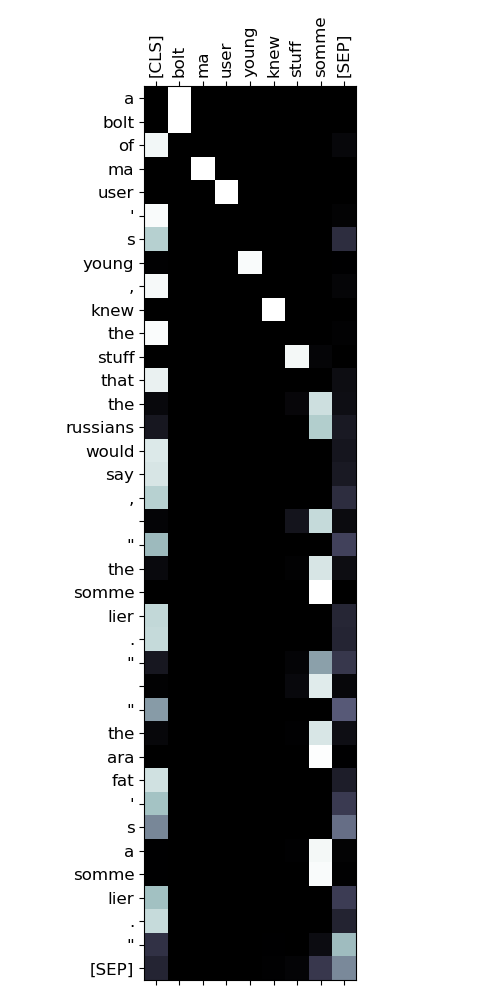 [CLS]
bolt
ma
user
young
knew
stuff
somme
[SEP]
a
bolt
of
ma
user
'
s
young
,
knew
the
stuff
that
the
russians
would
say
,
"
the
somme
lier
.
"
"
the
ara
fat
'
s
a
somme
lier
.
"
[SEP]